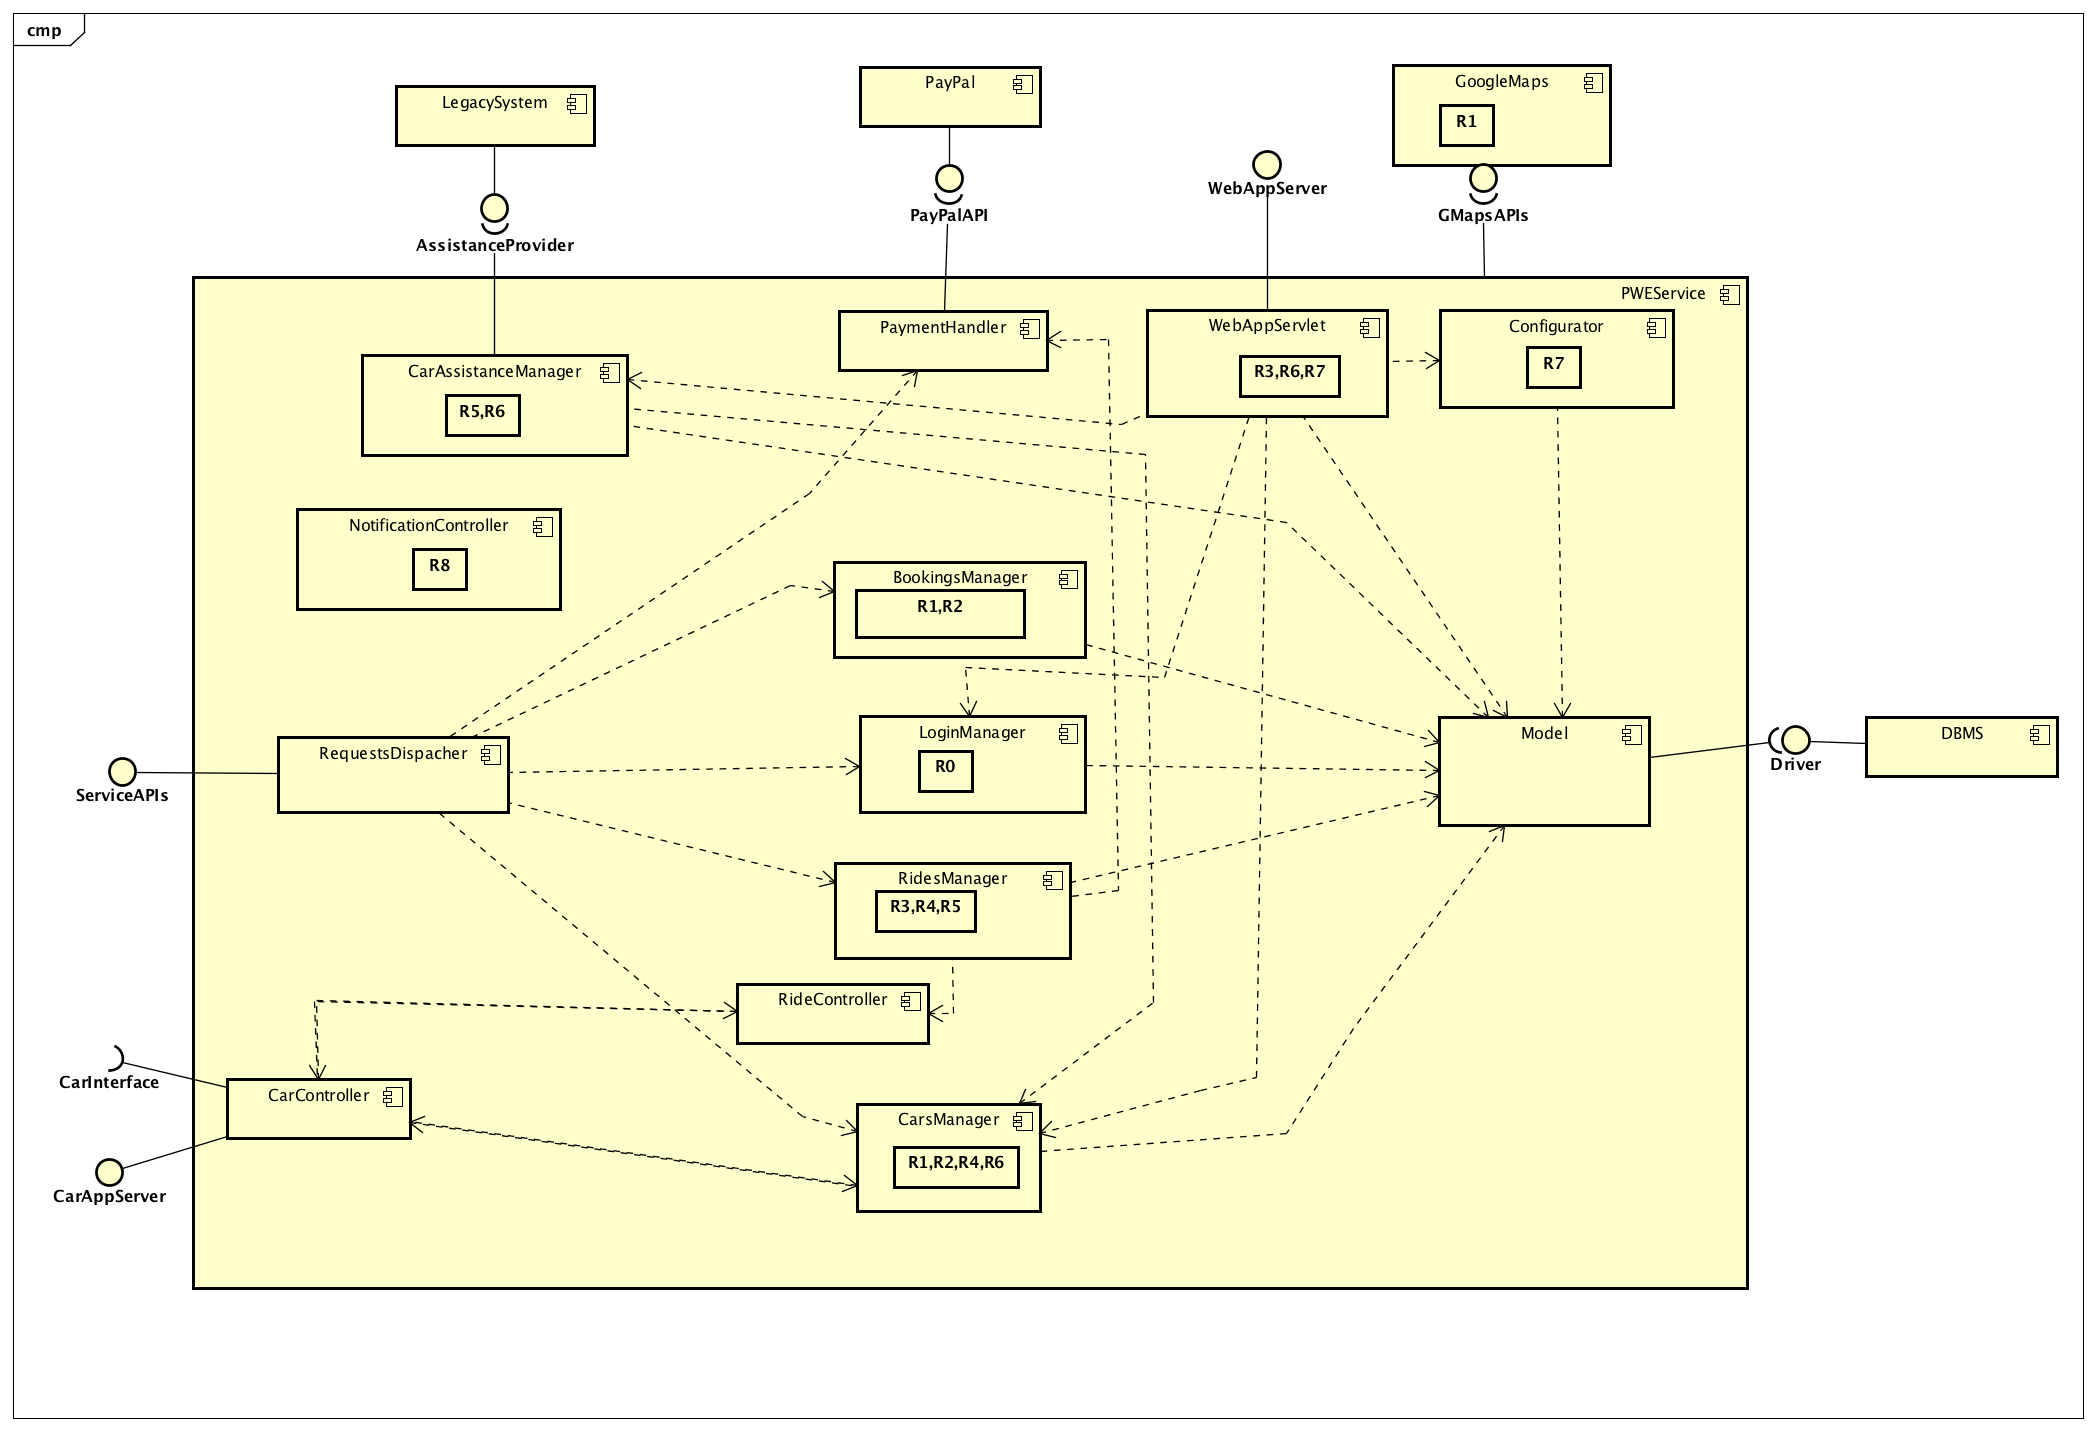 cmp
PayPal
GoogleMaps
LegacySystem
R1
WebAppServer
PayPalAPI
GMapsAPIs
AssistanceProvider
PWEService
PaymentHandler
WebAppServlet
Configurator
CarAssistanceManager
R3,R6,R7
R7
R5,R6
NotificationController
R8
BookingsManager
R1,R2
RequestsDispacher
LoginManager
Model
DBMS
R0
ServiceAPIs
Driver
RidesManager
R3,R4,R5
RideController
CarInterface
CarController
CarsManager
R1,R2,R4,R6
CarAppServer